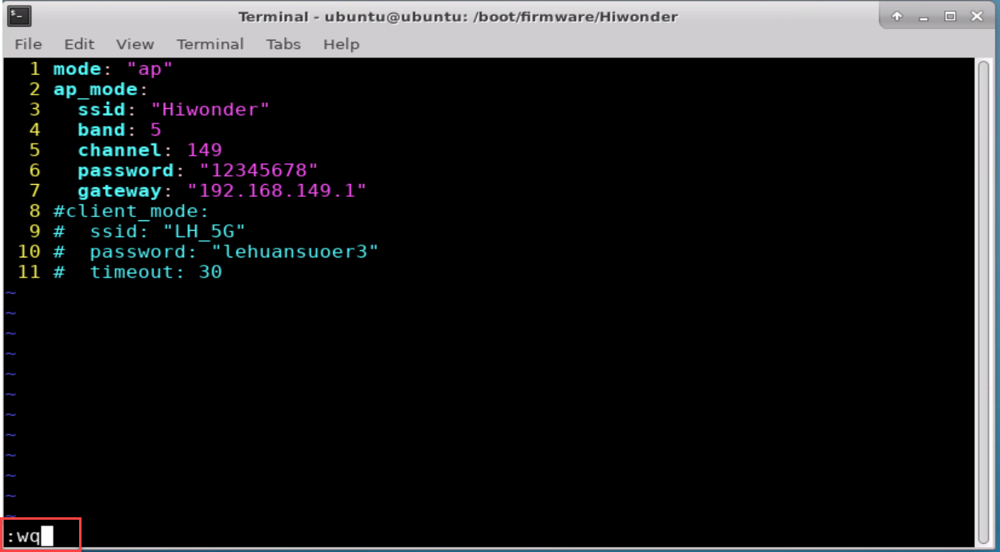 Terminal - ubuntu@ubuntu: /boot/firmware/Hiwonder
File Edit View Terminal Tabs Help
1 mode: "ap"
2 ap_mode:
3   ssid: "Hiwonder"
4   band: 5
5   channel: 149
6   password: "12345678"
7   gateway: "192.168.149.1"
8 #client_mode:
9 #  ssid: "LH_5G"
10 #  password: "lehuansuoer3"
11 #  timeout: 30
~
~
~
~
~
~
~
~
~
~
~
~
:wq